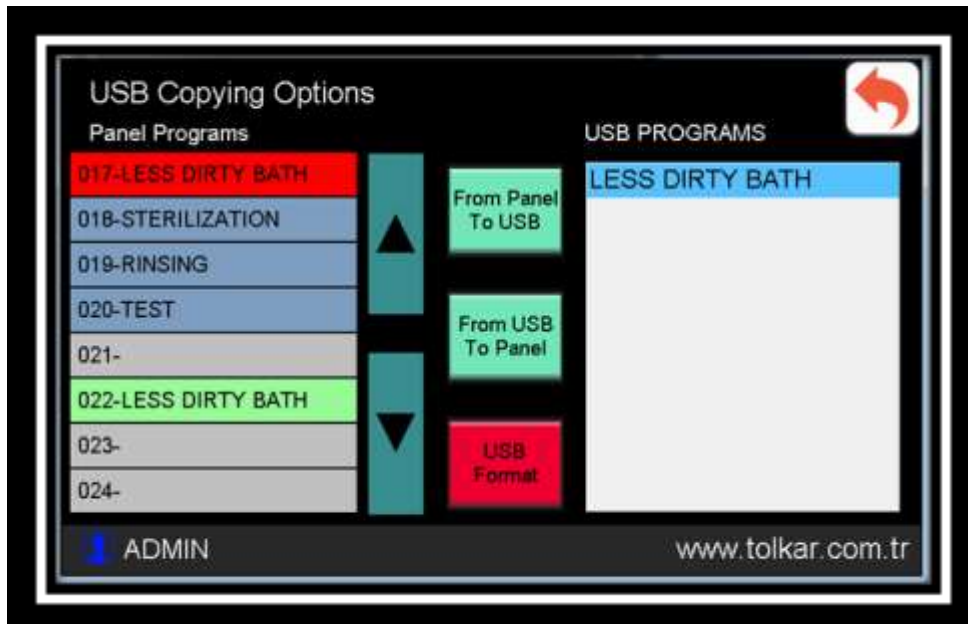 USB Copying Options
Panel Programs
017-LESS DIRTY BATH
018-STERILIZATION
019-RINSING
020-TEST
021-
022-LESS DIRTY BATH
023-
024-
From Panel
To USB
From USB
To Panel
USB
Format
USB PROGRAMS
LESS DIRTY BATH
ADMIN
www.tolkar.com.tr